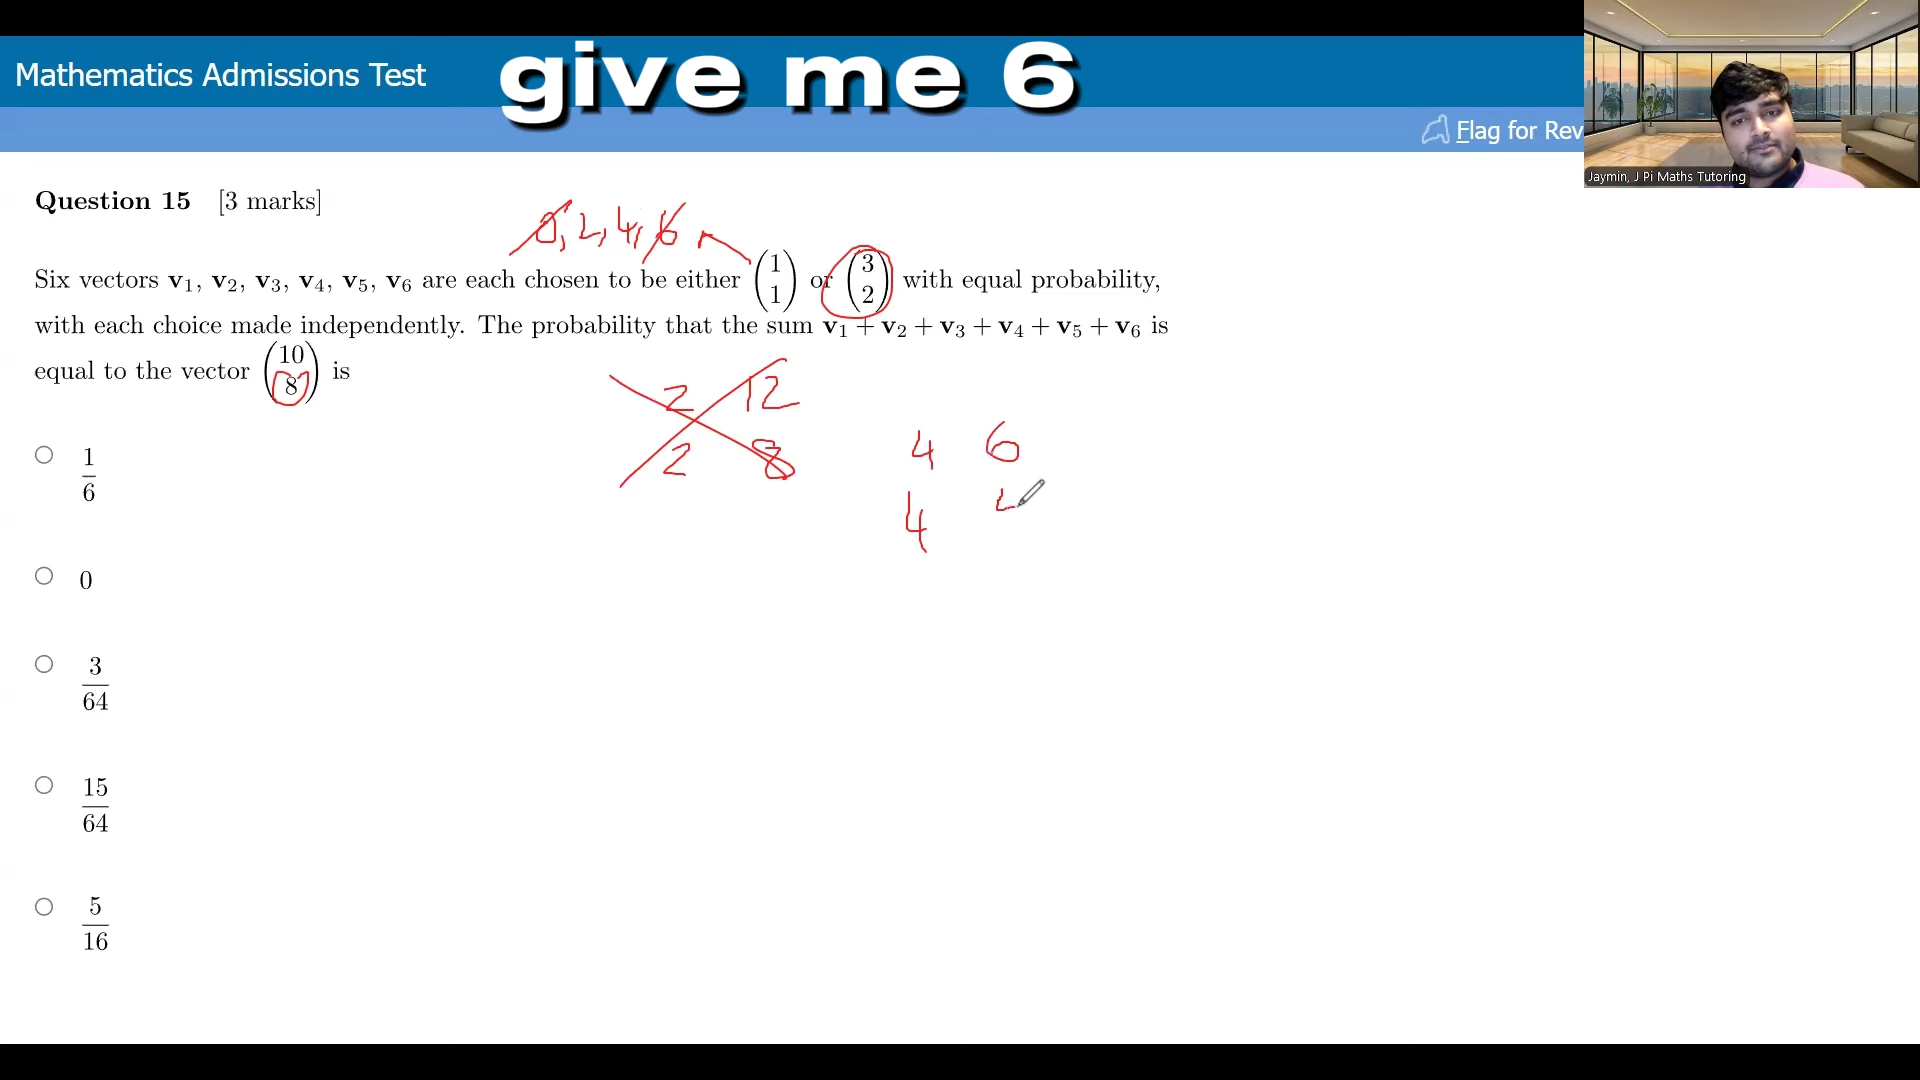 Mathematics Admissions Test
give me 6
Flag for Rev
Jaymin, J Pi Maths Tutoring
Question 15 [3 marks]
0, 2, 4, 6
Six vectors v₁, v₂, v₃, v₄, v₅, v₆ are each chosen to be either (1 1) or (3 2) with equal probability,
with each choice made independently. The probability that the sum v₁ + v₂ + v₃ + v₄ + v₅ + v₆ is
equal to the vector (10 8) is
2 12
2 8
4 6
4
1/6
0
3/64
15/64
5/16